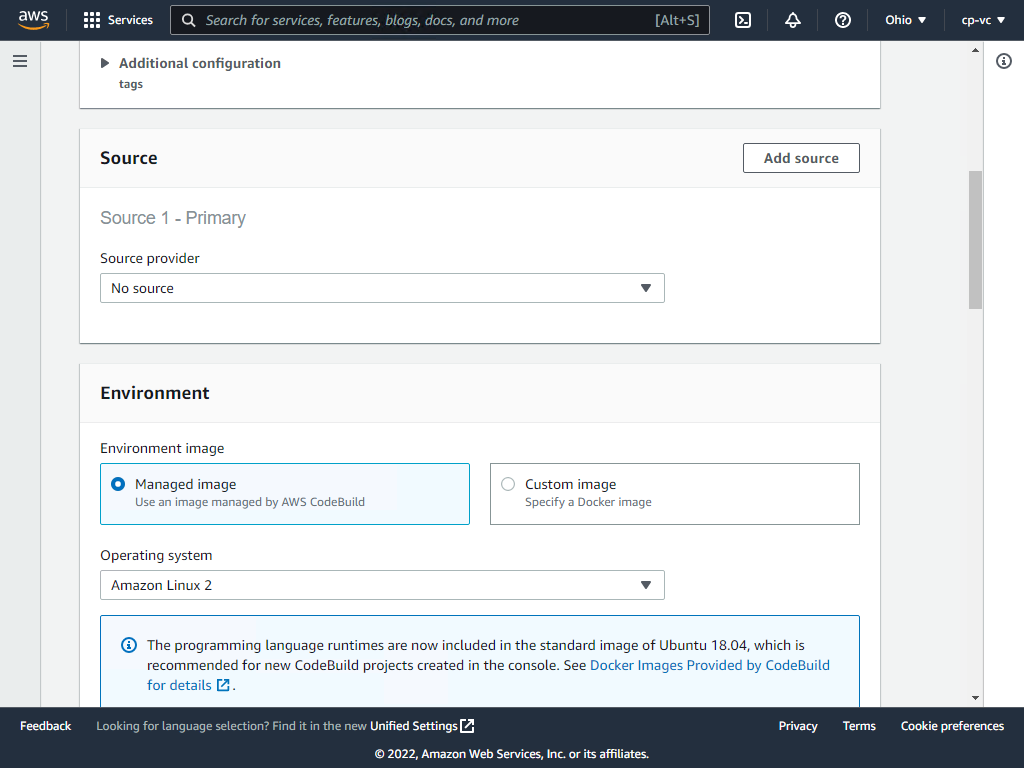 aws
Services
Search for services, features, blogs, docs, and more
[Alt+S]
Ohio
cp-vc
Additional configuration
tags
Source
Add source
Source 1 - Primary
Source provider
No source
Environment
Environment image
Managed image
Use an image managed by AWS CodeBuild
Custom image
Specify a Docker image
Operating system
Amazon Linux 2
The programming language runtimes are now included in the standard image of Ubuntu 18.04, which is
recommended for new CodeBuild projects created in the console. See Docker Images Provided by CodeBuild
for details .
Feedback
Looking for language selection? Find it in the new Unified Settings
Privacy
Terms
Cookie preferences
© 2022, Amazon Web Services, Inc. or its affiliates.